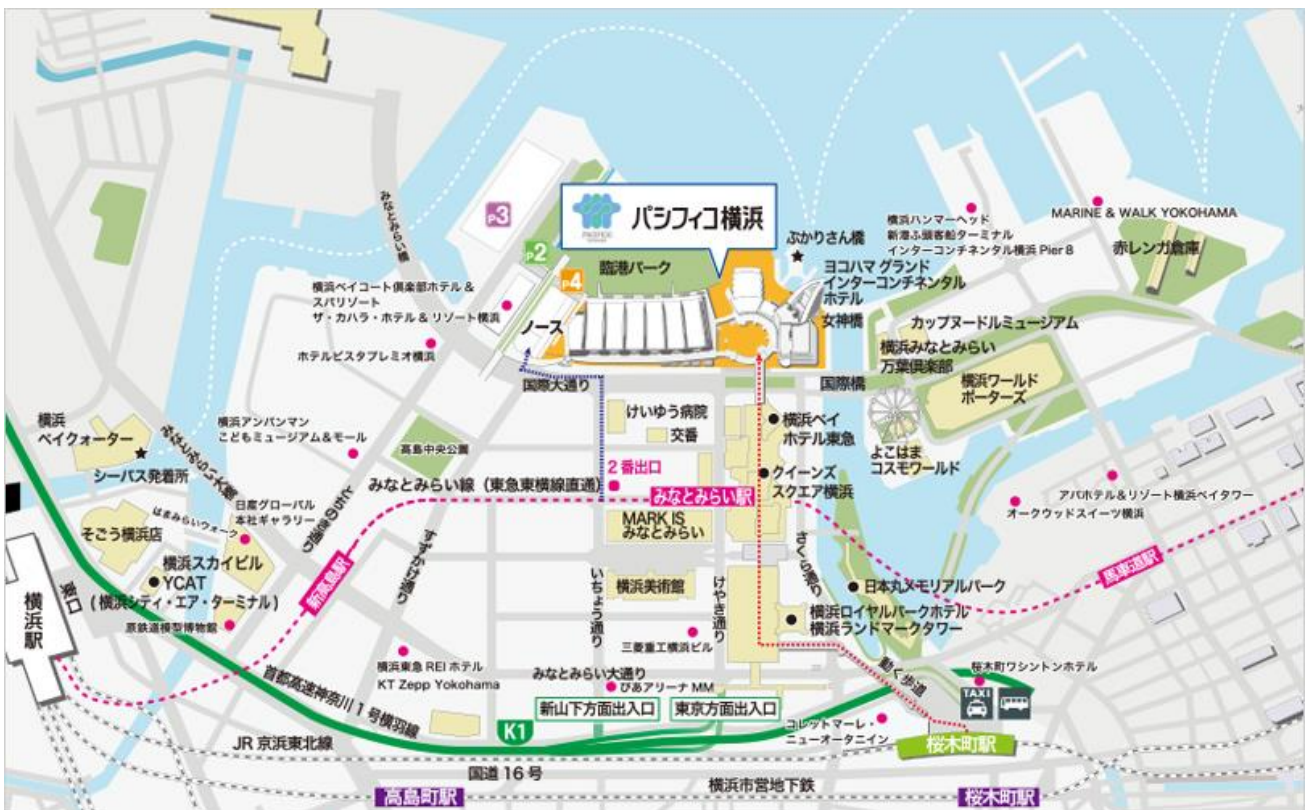 みなとみらい橋
P3
P2
P4
パシフィコ横浜
臨港パーク
ノース
ぷかりさん橋
ヨコハマ グランド
インターコンチネンタル
ホテル
女神橋
横浜ハンマーヘッド
新港ふ頭客船ターミナル
インターコンチネンタル横浜 Pier 8
MARINE & WALK YOKOHAMA
赤レンガ倉庫
カップヌードルミュージアム
横浜みなとみらい
万葉倶楽部
横浜ワールド
ポーターズ
よこはま
コスモワールド
国際橋
国際大通り
横浜ベイコート倶楽部ホテル &
スパリゾート
ザ・カハラ・ホテル & リゾート横浜
ホテルビスタプレミオ横浜
けいゆう病院
交番
横浜ベイ
ホテル東急
クイーンズ
スクエア横浜
横浜
ベイクォーター
シーバス発着所
みなとみらい大橋
横浜アンパンマン
こどもミュージアム&モール
高島中央公園
2番出口
みなとみらい線（東急東横線直通）
みなとみらい駅
MARK IS
みなとみらい
日産グローバル
本社ギャラリー
はまみらいウォーク
そごう横浜店
横浜スカイビル
YCAT
(横浜シティ・エア・ターミナル)
原鉄道模型博物館
東口
横浜駅
新高島駅
とちのき通り
すずかけ通り
いちょう通り
けやき通り
さくら通り
横浜美術館
三菱重工横浜ビル
日本丸メモリアルパーク
横浜ロイヤルパークホテル
横浜ランドマークタワー
アパホテル&リゾート横浜ベイタワー
オークウッドスイーツ横浜
馬車道駅
横浜東急 REI ホテル
KT Zepp Yokohama
みなとみらい大通り
ぴあアリーナ MM
新山下方面出入口
東京方面出入口
動く歩道
桜木町ワシントンホテル
TAXI
コレットマーレ・
ニューオータニイン
桜木町駅
首都高速神奈川1号横羽線
K1
JR 京浜東北線
国道 16 号
横浜市営地下鉄
高島町駅
桜木町駅